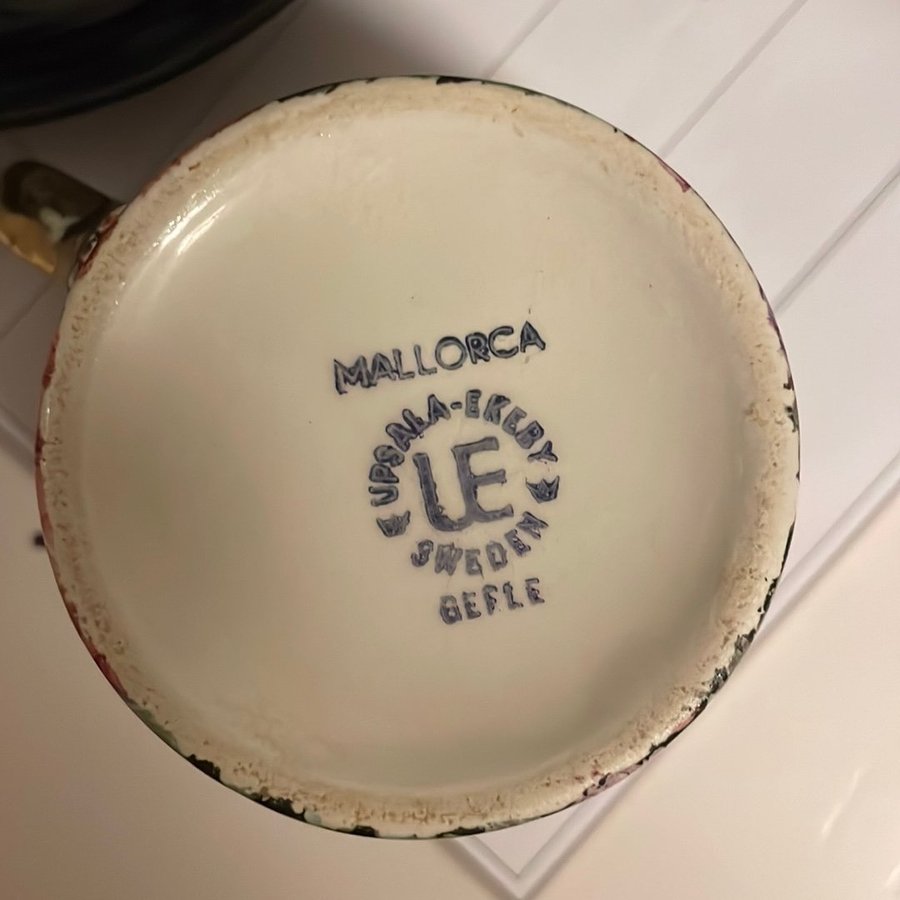 MALLORCA
UPSALA-EKEBY
UE
SWEDEN
GEFLE